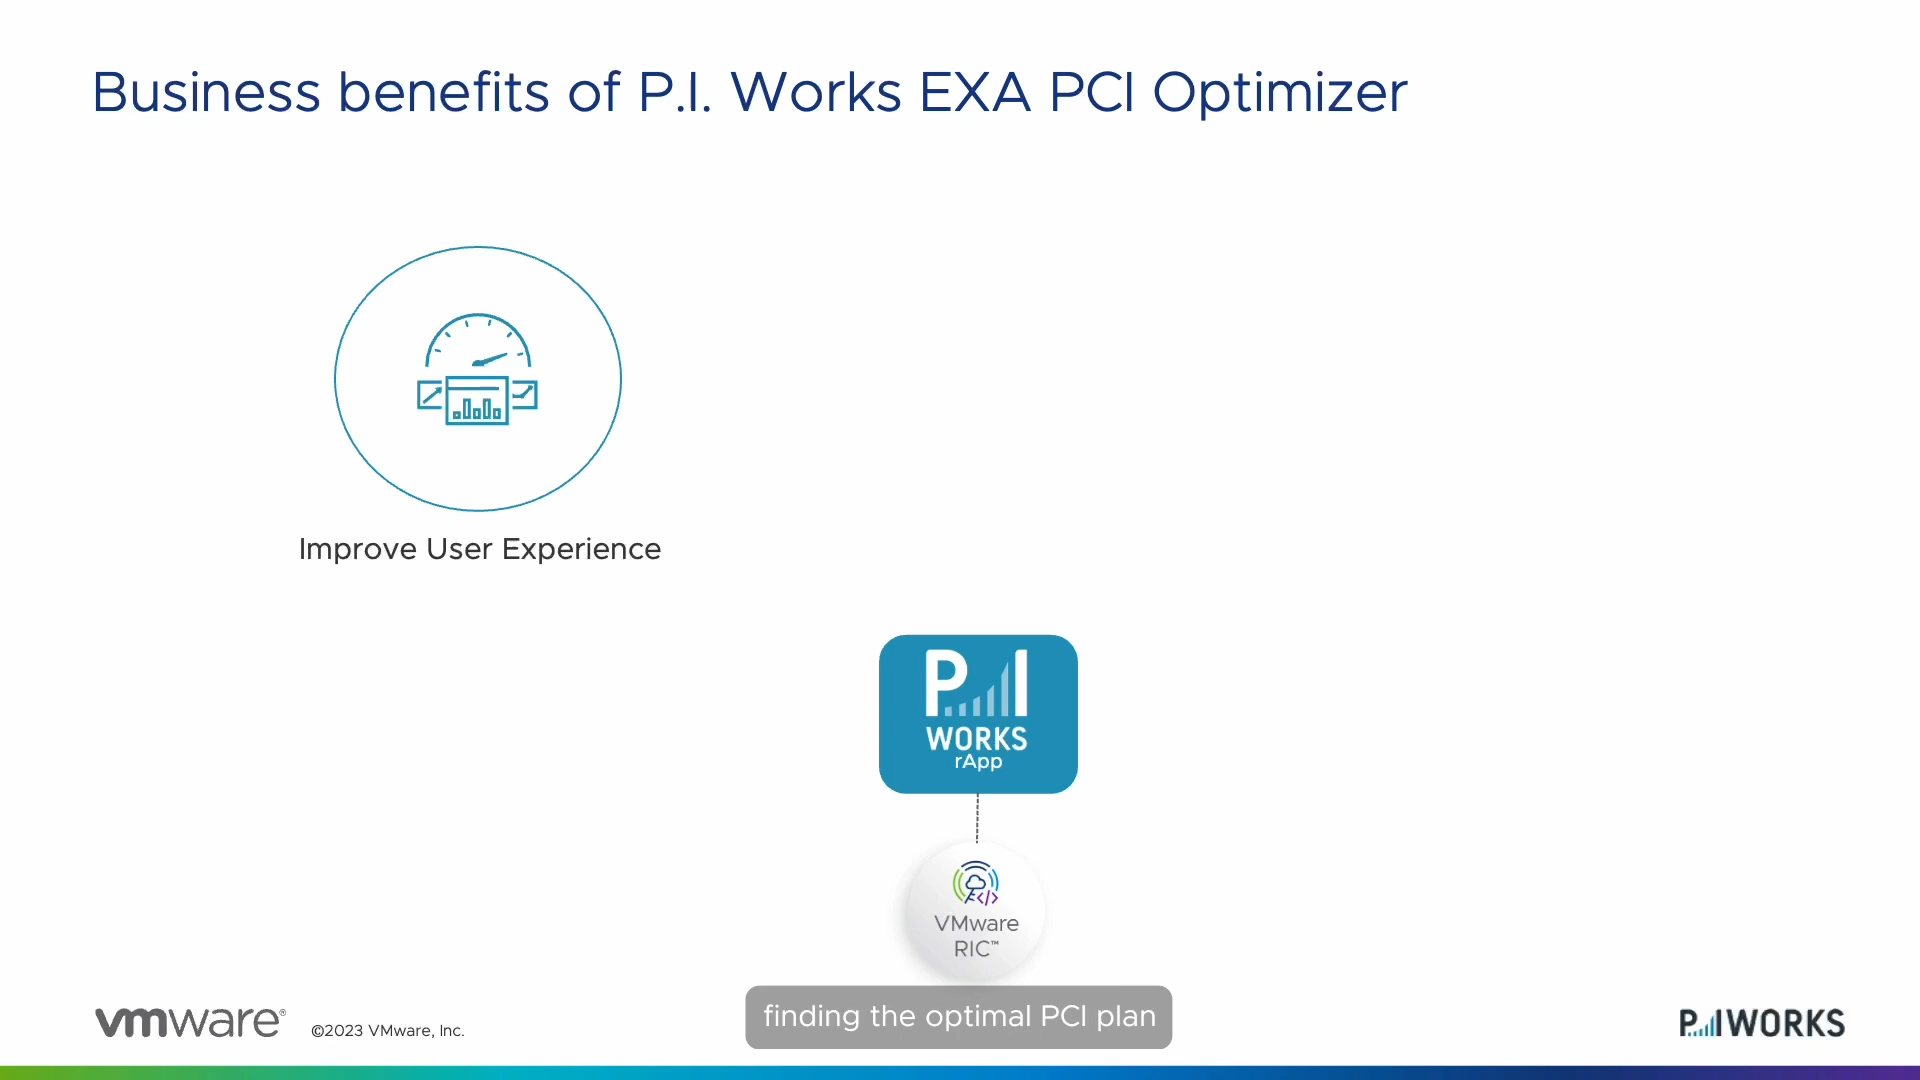 Business benefits of P.I. Works EXA PCI Optimizer
Improve User Experience
P.I
WORKS
rApp
VMware
RIC™
finding the optimal PCI plan
vmware® ©2023 VMware, Inc.
P.I WORKS